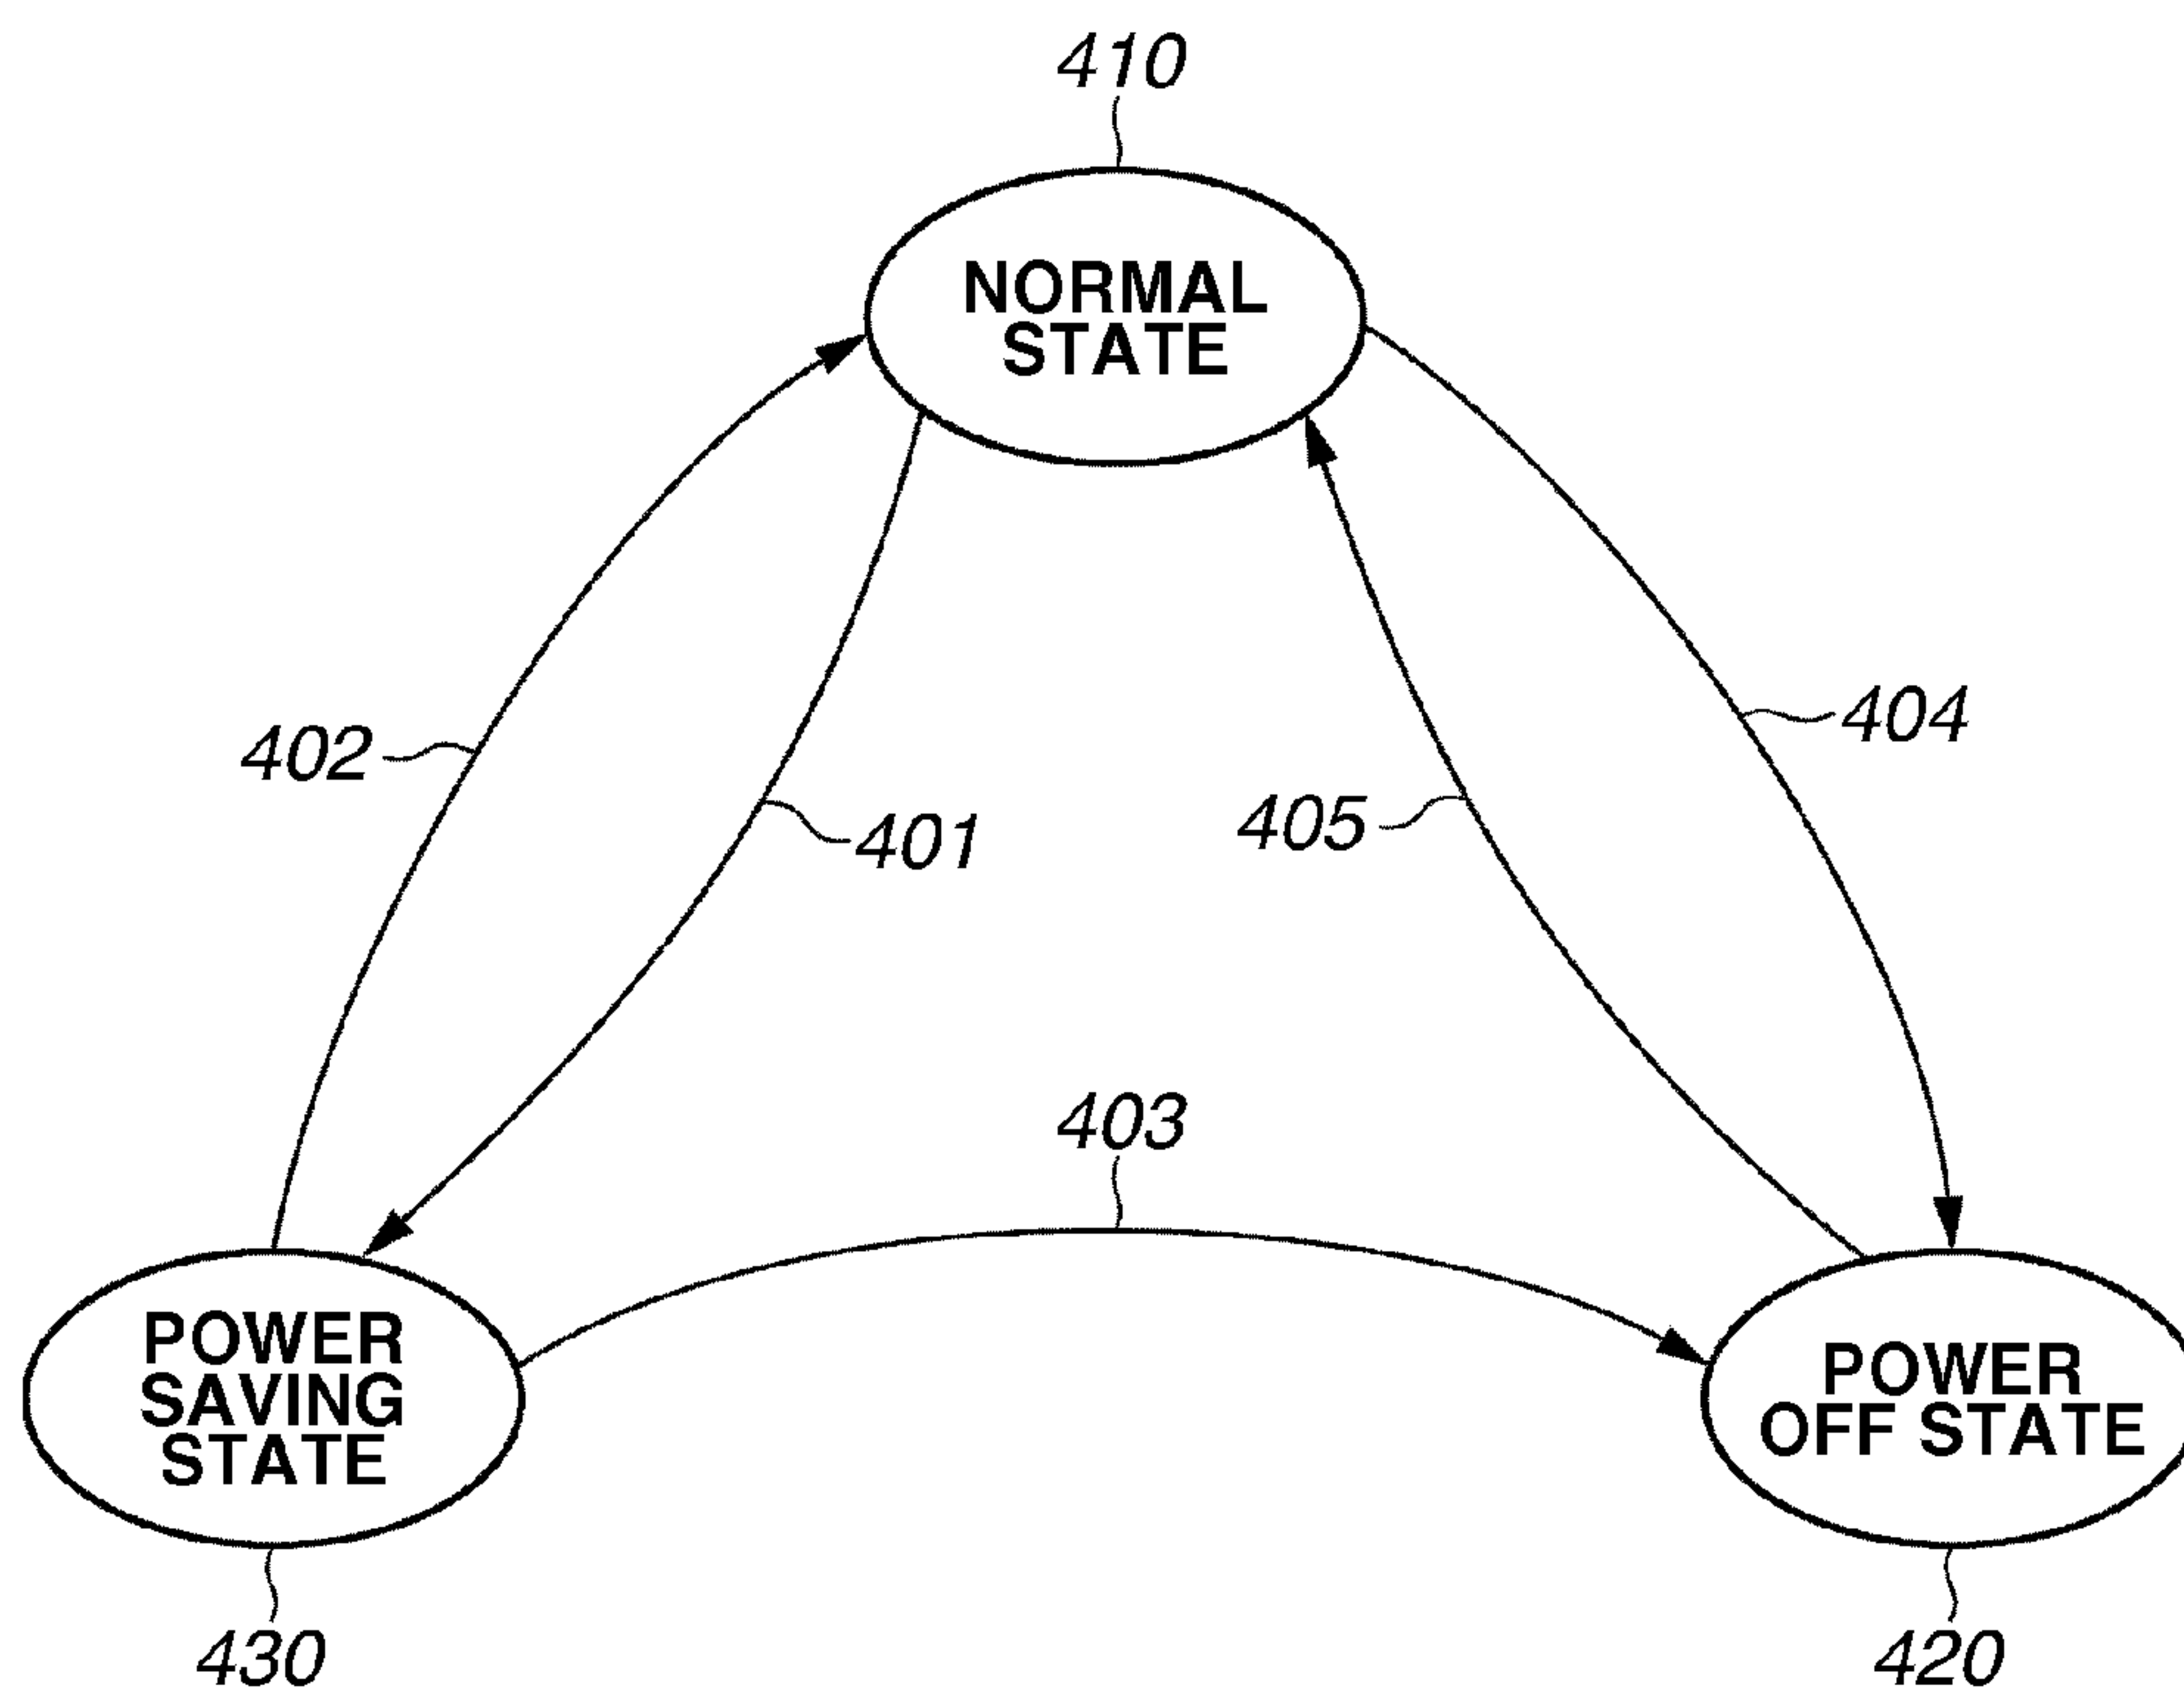 410
NORMAL
STATE
402
401
405
404
403
POWER
SAVING
STATE
POWER
OFF STATE
430
420